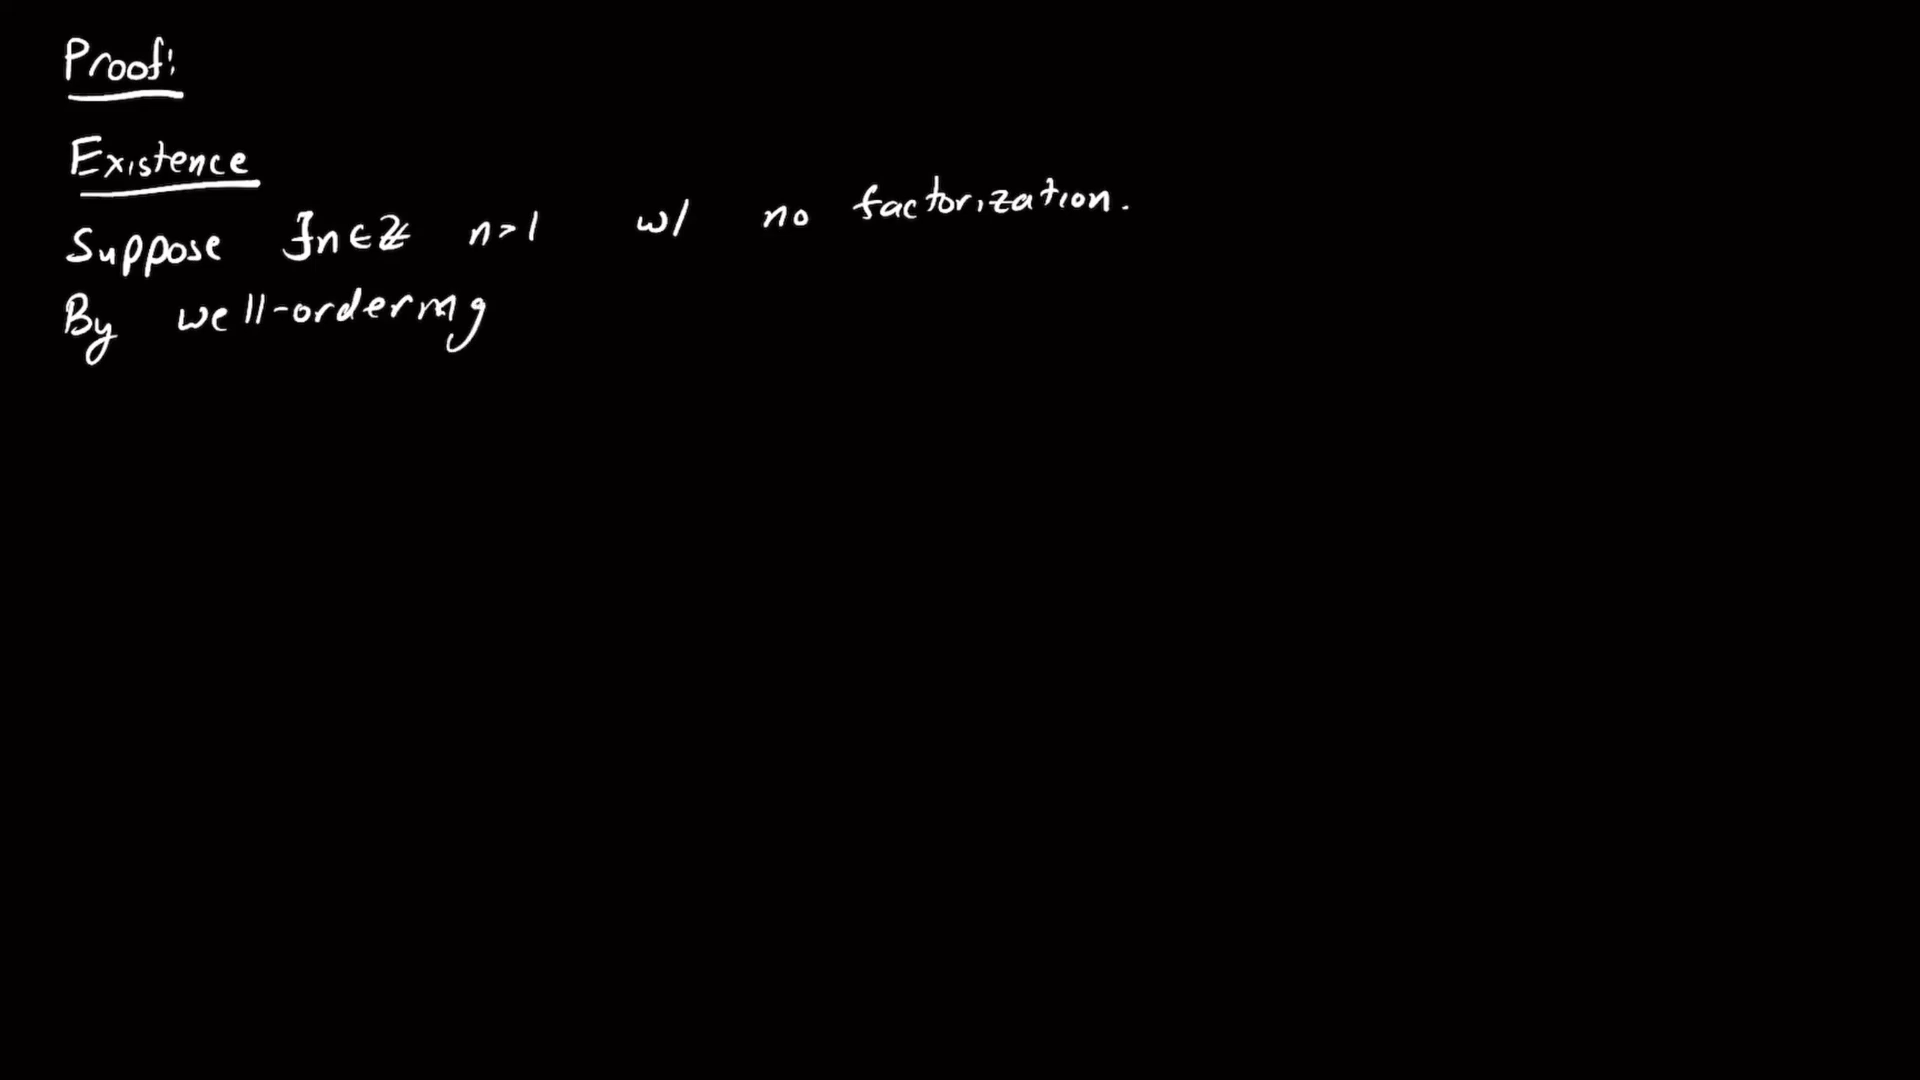 Proof:
Existence
Suppose ∃n∈ℤ n>1 w/ no factorization.
By well-ordering